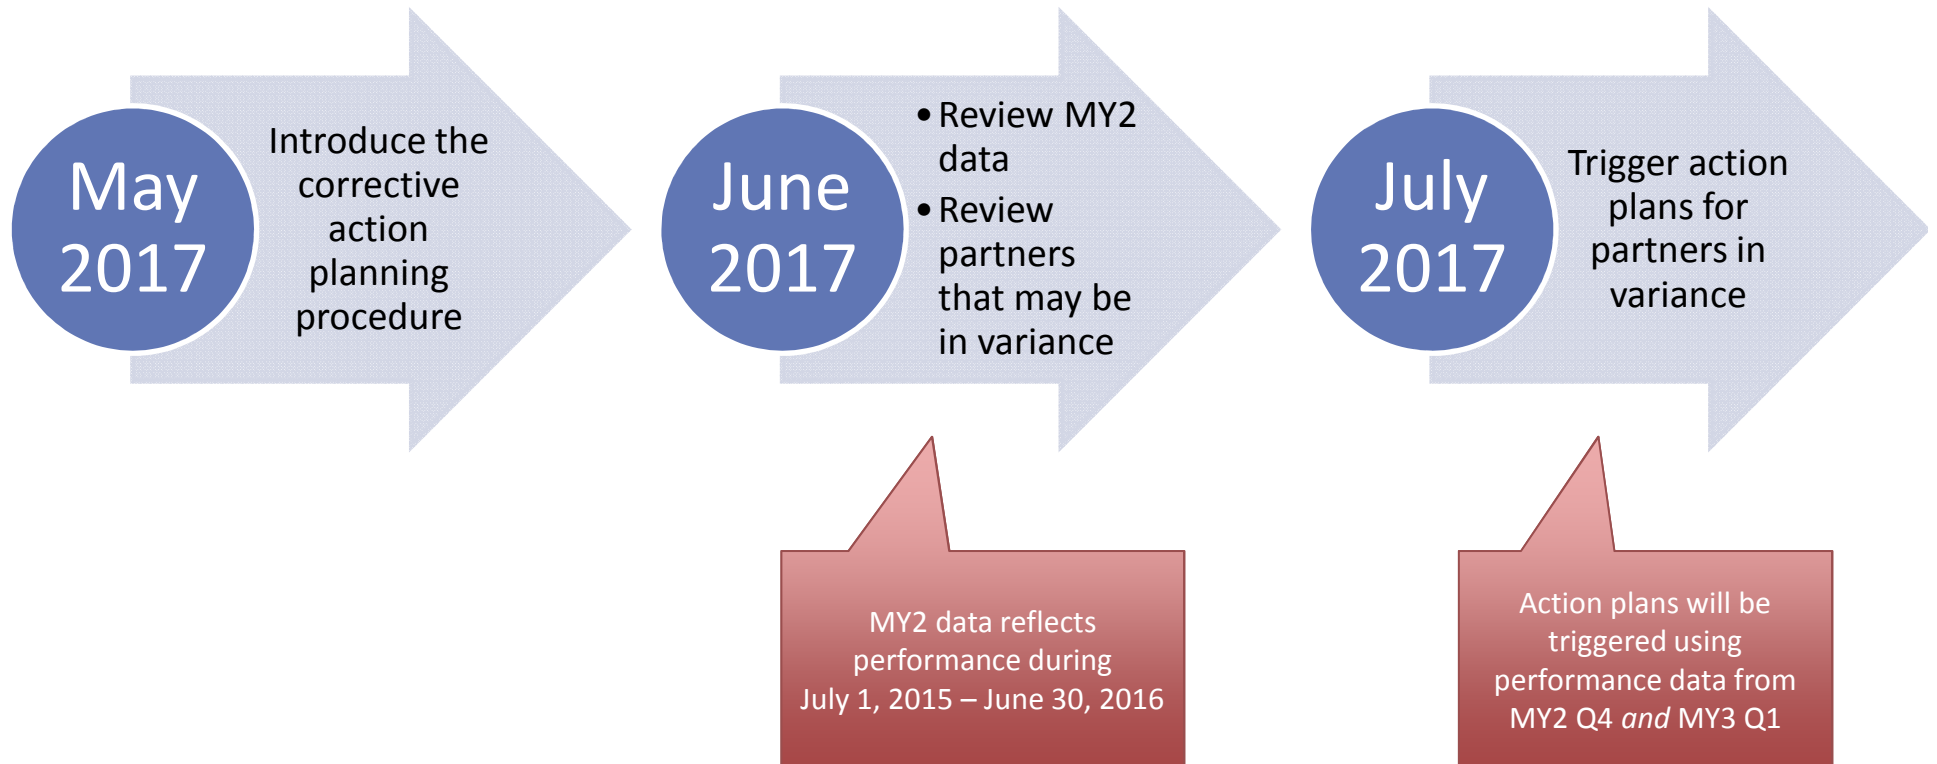 May
2017
Introduce the
corrective
action
planning
procedure
June
2017
•Review MY2
data
•Review
partners
that may be
in variance
July
2017
Trigger action
plans for
partners in
variance
MY2 data reflects
performance during
July 1, 2015 – June 30, 2016
Action plans will be
triggered using
performance data from
MY2 Q4 and MY3 Q1